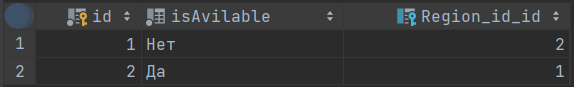 id isAvilable Region_id_id
1 1 Нет 2
2 2 Да 1